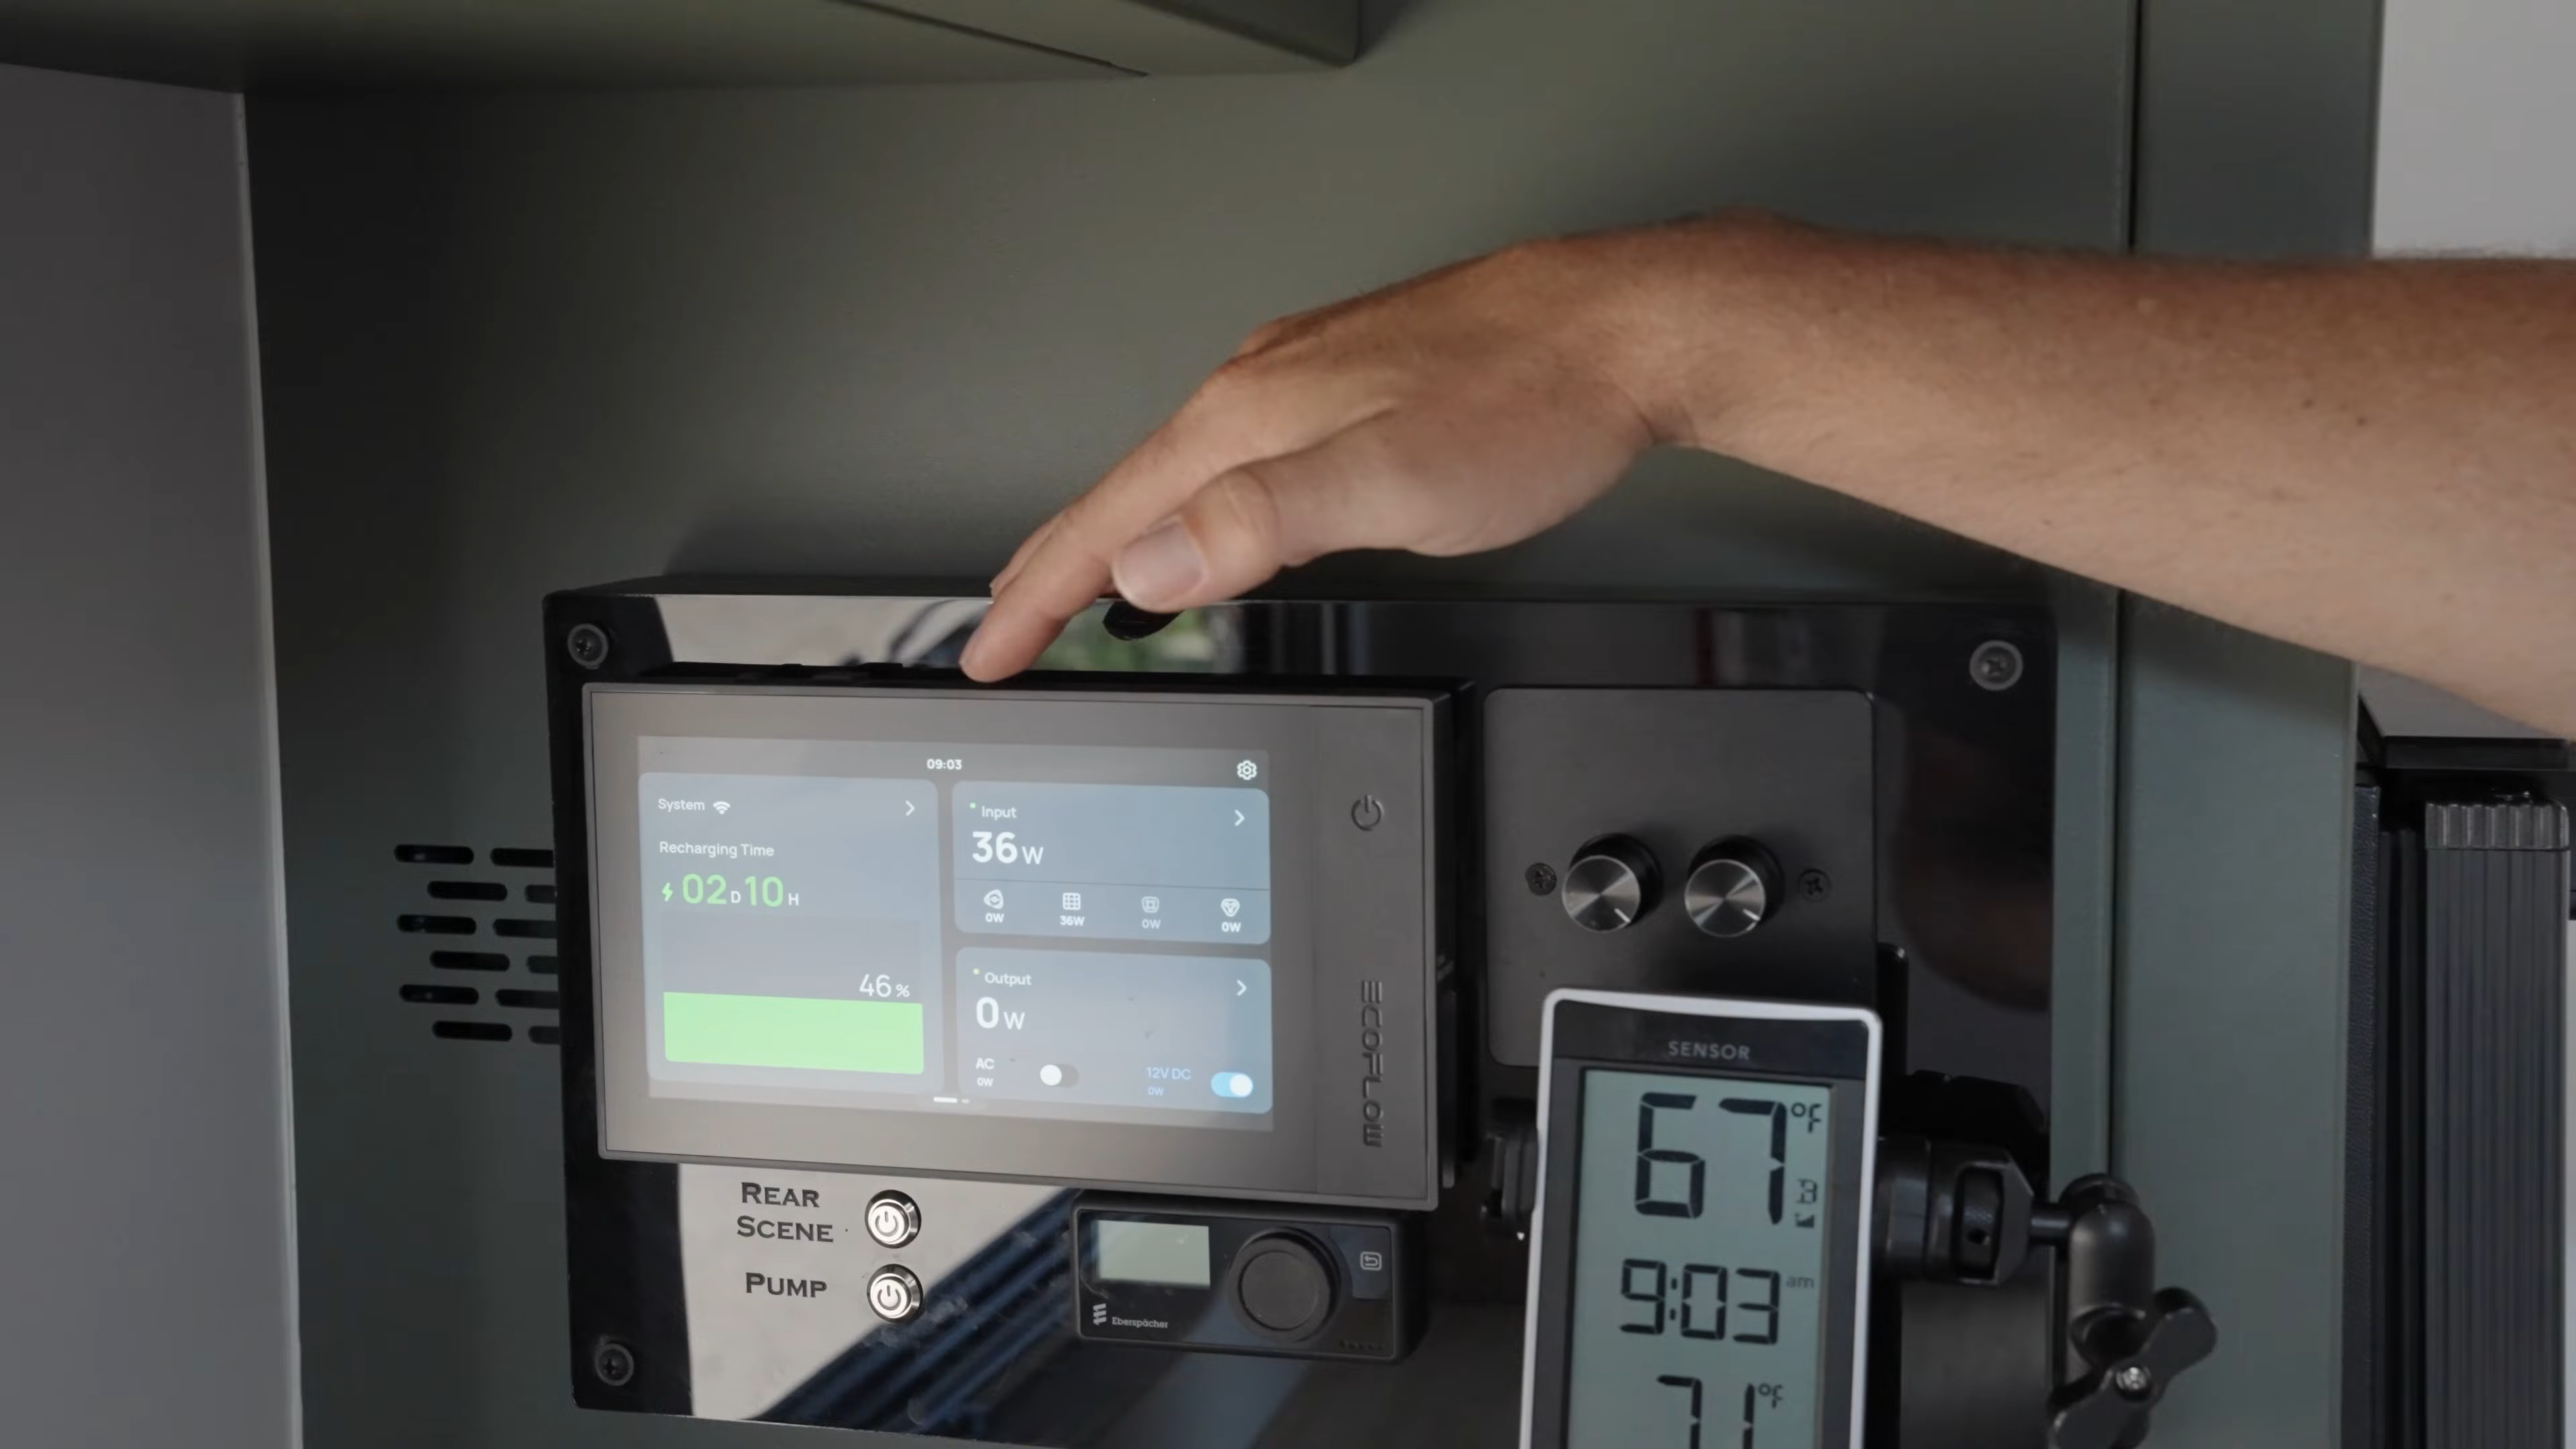 09:03
System
Recharging Time
02 D 10 H
46 %
Input
36 W
0W
36W
0W
0W
Output
0 W
AC
0W
12V DC
0W
ECOFLOW
REAR
SCENE
PUMP
Eberspächer
SENSOR
67 °F
B
9:03 am
71 °F